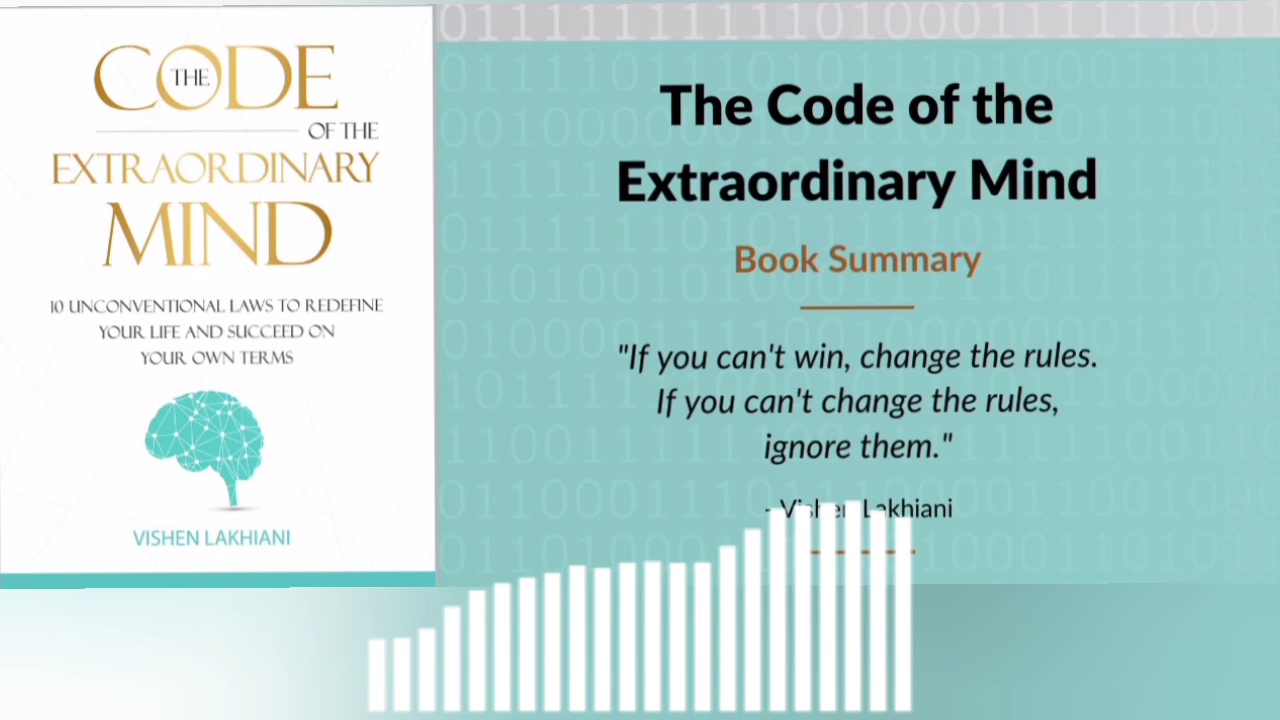 THE
CODE
OF THE
EXTRAORDINARY
MIND
10 UNCONVENTIONAL LAWS TO REDEFINE
YOUR LIFE AND SUCCEED ON
YOUR OWN TERMS
VISHEN LAKHIANI
The Code of the
Extraordinary Mind
Book Summary
"If you can't win, change the rules.
If you can't change the rules,
ignore them."
- Vishen Lakhiani